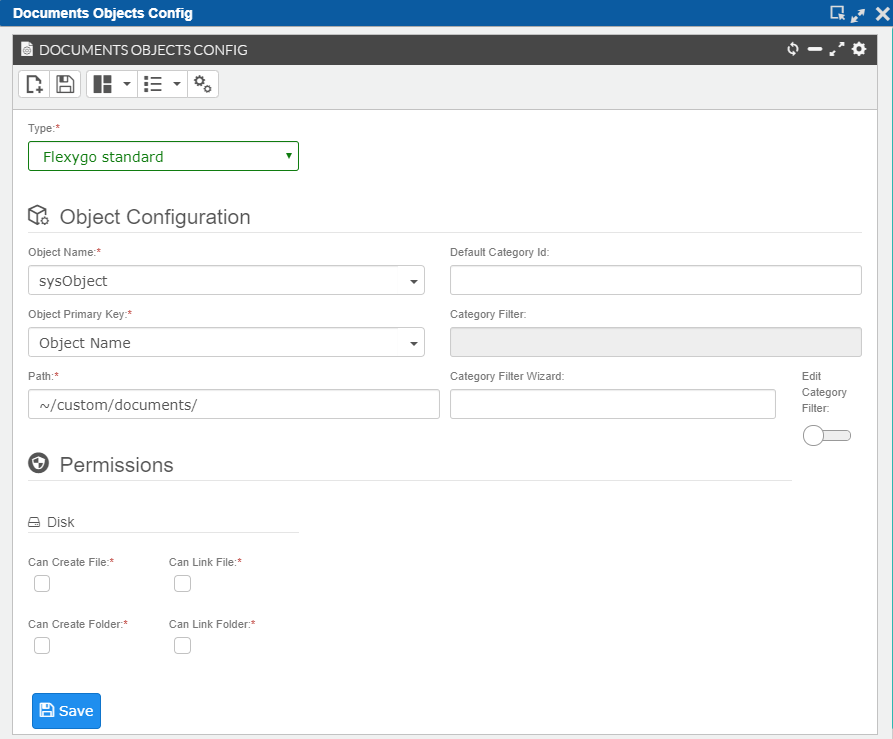 Documents Objects Config
DOCUMENTS OBJECTS CONFIG
Type:*
Flexygo standard
Object Configuration
Object Name:*
Default Category Id:
sysObject
Object Primary Key:*
Category Filter:
Object Name
Path:*
Category Filter Wizard:
Edit
Category
Filter:
~/custom/documents/
Permissions
Disk
Can Create File:*
Can Link File:*
Can Create Folder:*
Can Link Folder:*
Save